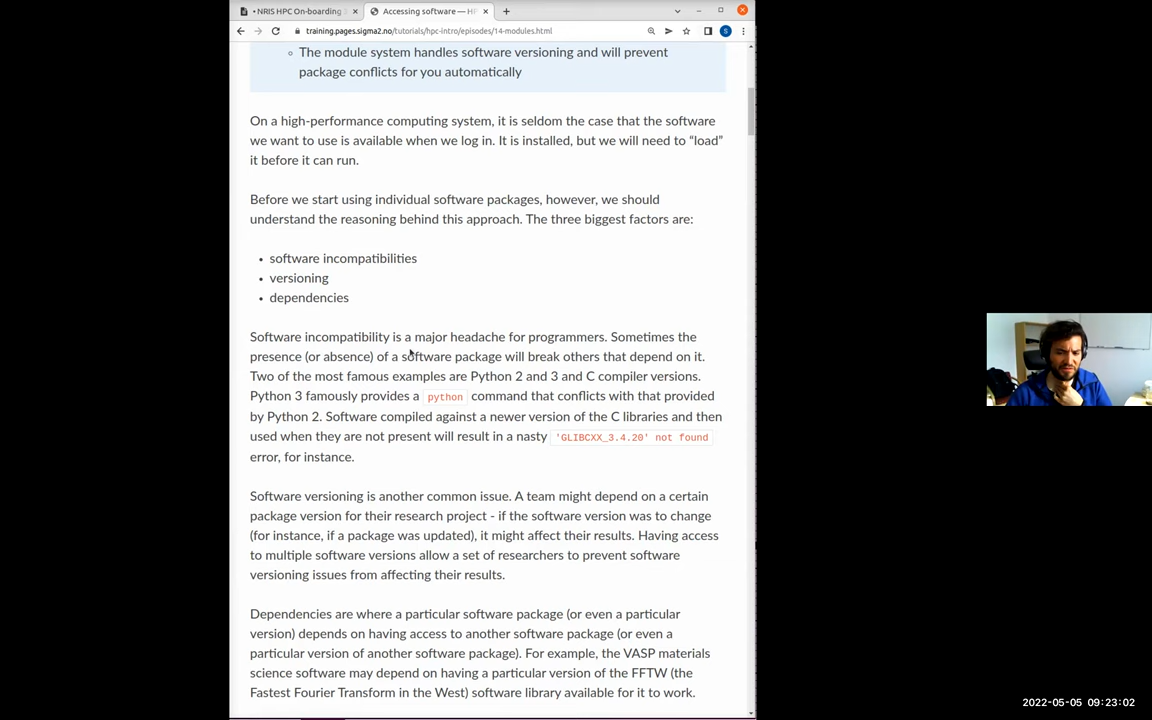 • NRIS HPC On-boarding
Accessing software — H
training.pages.sigma2.no/tutorials/hpc-intro/episodes/14-modules.html
S
The module system handles software versioning and will prevent
package conflicts for you automatically
On a high-performance computing system, it is seldom the case that the software
we want to use is available when we log in. It is installed, but we will need to “load”
it before it can run.
Before we start using individual software packages, however, we should
understand the reasoning behind this approach. The three biggest factors are:
• software incompatibilities
• versioning
• dependencies
Software incompatibility is a major headache for programmers. Sometimes the
presence (or absence) of a software package will break others that depend on it.
Two of the most famous examples are Python 2 and 3 and C compiler versions.
Python 3 famously provides a python command that conflicts with that provided
by Python 2. Software compiled against a newer version of the C libraries and then
used when they are not present will result in a nasty 'GLIBCXX_3.4.20' not found
error, for instance.
Software versioning is another common issue. A team might depend on a certain
package version for their research project - if the software version was to change
(for instance, if a package was updated), it might affect their results. Having access
to multiple software versions allow a set of researchers to prevent software
versioning issues from affecting their results.
Dependencies are where a particular software package (or even a particular
version) depends on having access to another software package (or even a
particular version of another software package). For example, the VASP materials
science software may depend on having a particular version of the FFTW (the
Fastest Fourier Transform in the West) software library available for it to work.
2022-05-05 09:23:02